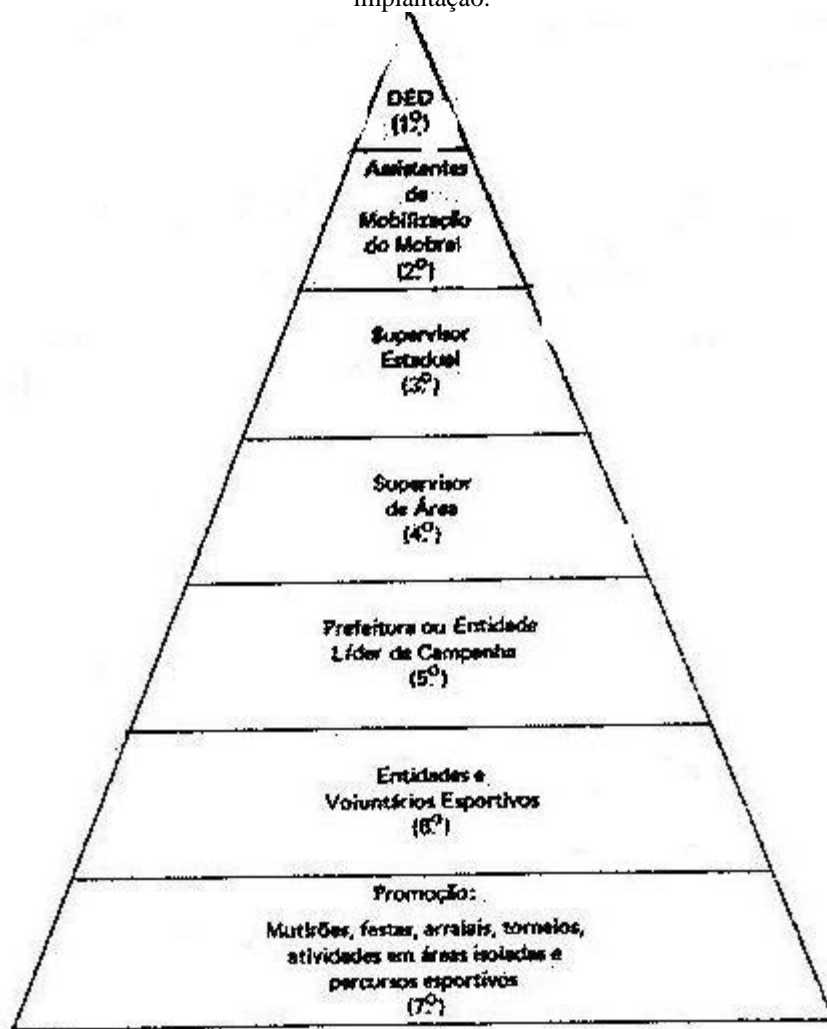 implantação.
DED
(1º)
Assistentes
de
Mobilização
do Mobral
(2º)
Supervisor
Estadual
(3º)
Supervisor
de Área
(4º)
Prefeitura ou Entidade
Líder da Campanha
(5º)
Entidades e
Voluntários Esportivos
(6º)
Promoção:
Mutirões, festas, arraiais, torneios,
atividades em áreas isoladas e
percursos esportivos
(7º)